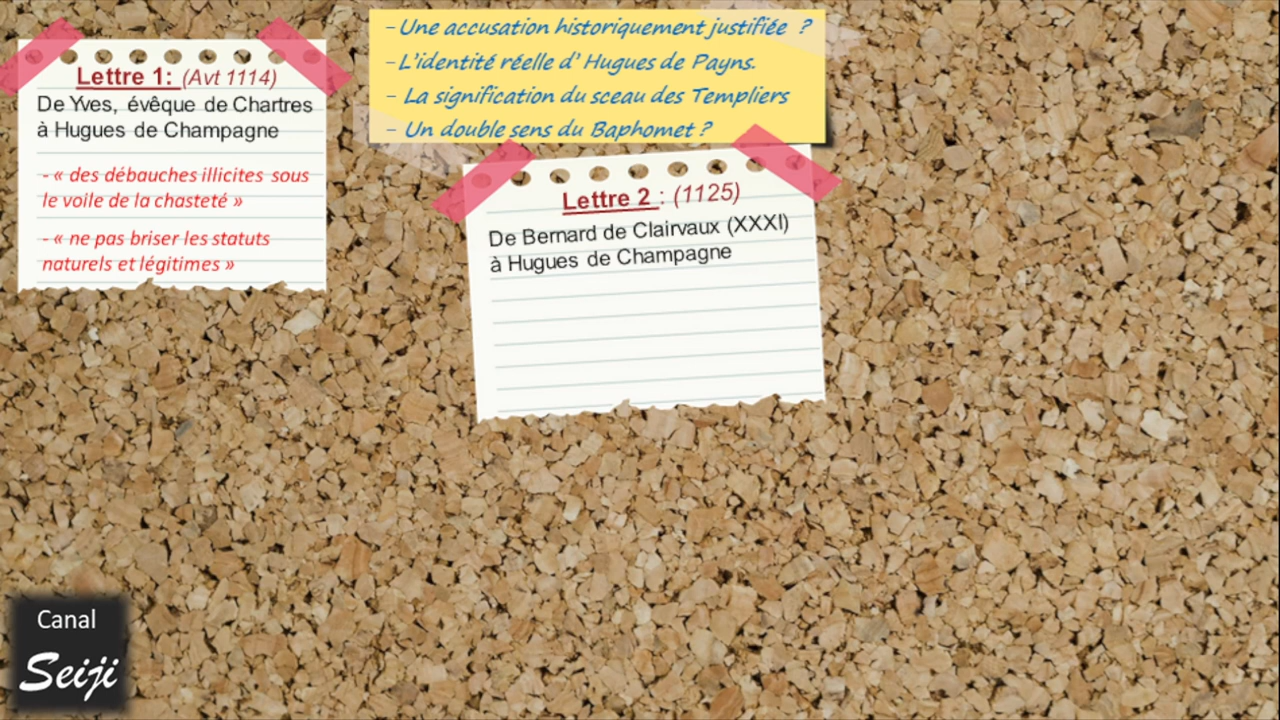 - Une accusation historiquement justifiée ?
- L'identité réelle d' Hugues de Payns.
- La signification du sceau des Templiers
- Un double sens du Baphomet ?
Lettre 1: (Avt 1114)
De Yves, évêque de Chartres
à Hugues de Champagne
- « des débauches illicites sous
le voile de la chasteté »
- « ne pas briser les statuts
naturels et légitimes »
Lettre 2 : (1125)
De Bernard de Clairvaux (XXXI)
à Hugues de Champagne
Canal
Seiji